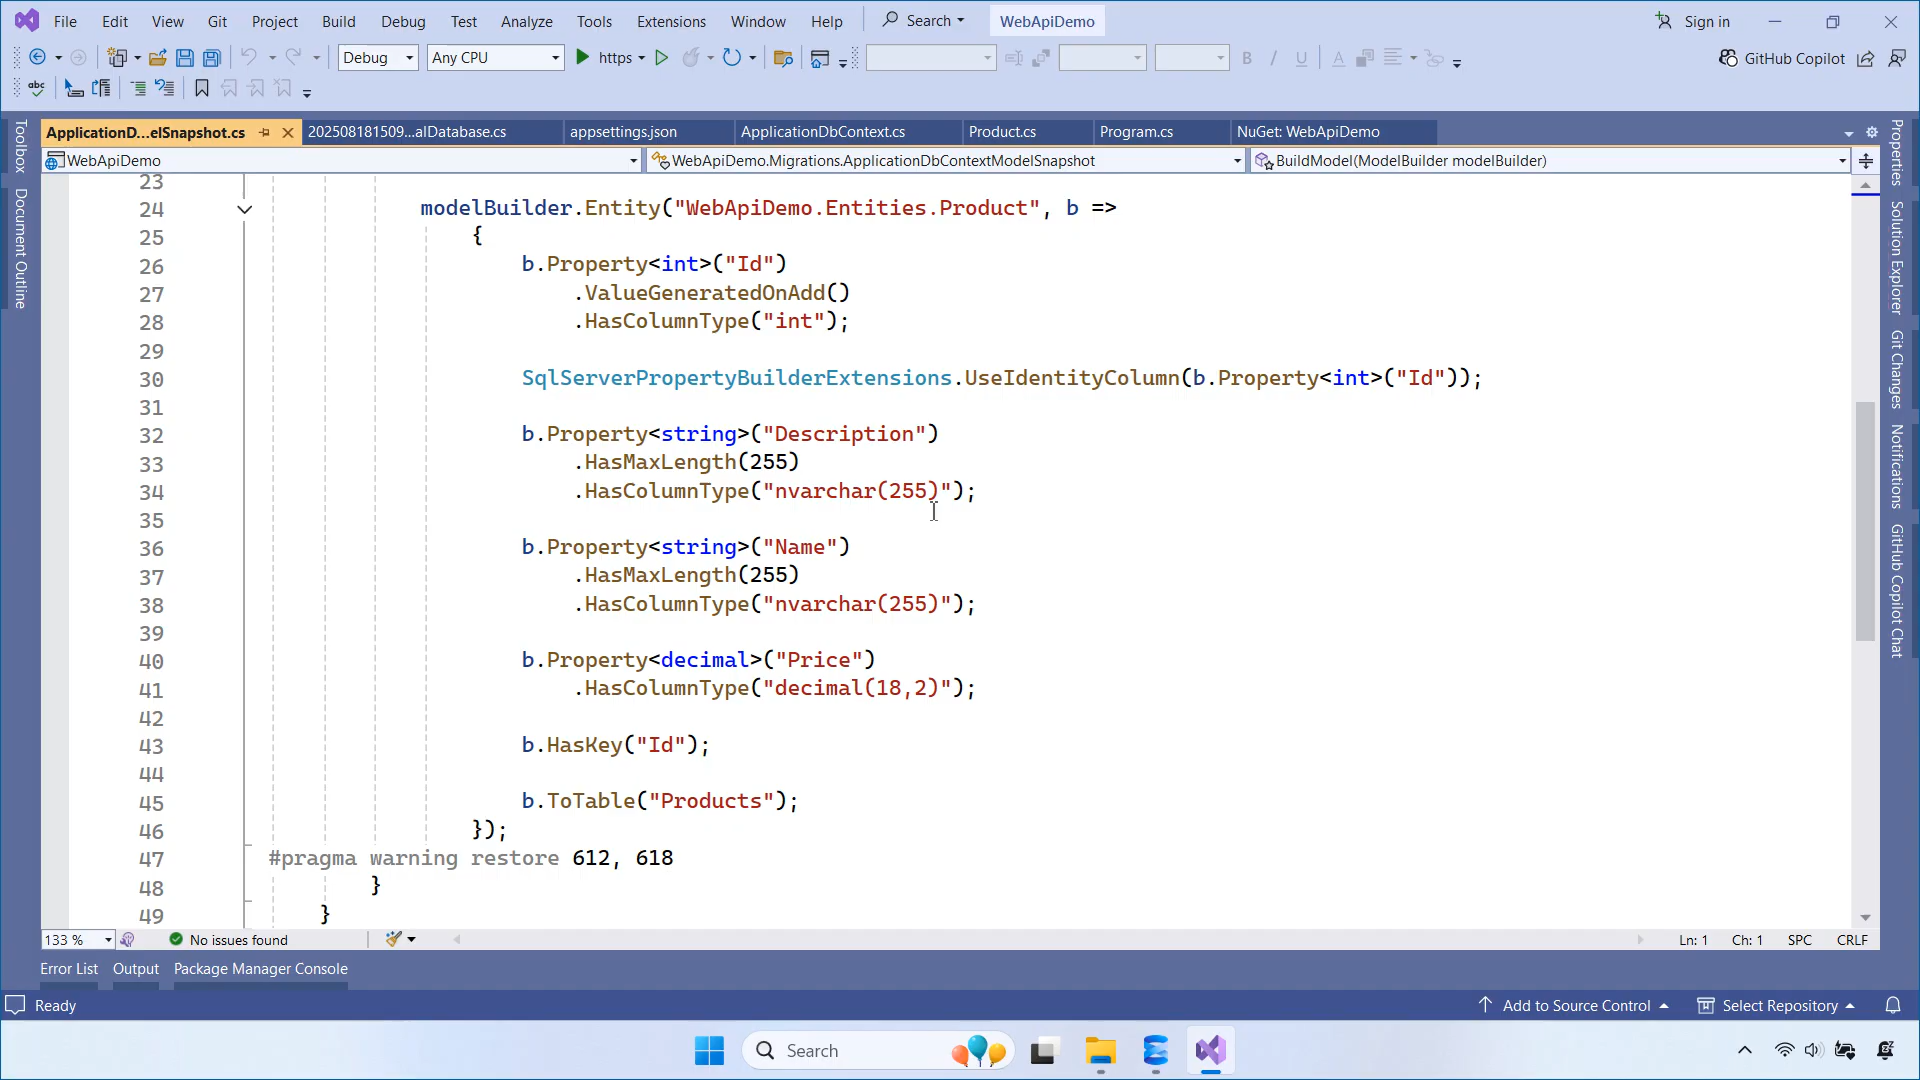 File Edit View Git Project Build Debug Test Analyze Tools Extensions Window Help Search WebApiDemo Sign in
Debug Any CPU https GitHub Copilot
abc
ApplicationD...elSnapshot.cs 202508181509...alDatabase.cs appsettings.json ApplicationDbContext.cs Product.cs Program.cs NuGet: WebApiDemo
WebApiDemo WebApiDemo.Migrations.ApplicationDbContextModelSnapshot BuildModel(ModelBuilder modelBuilder)
Toolbox
Document Outline
23
24 modelBuilder.Entity("WebApiDemo.Entities.Product", b =>
25 {
26 b.Property<int>("Id")
27 .ValueGeneratedOnAdd()
28 .HasColumnType("int");
29
30 SqlServerPropertyBuilderExtensions.UseIdentityColumn(b.Property<int>("Id"));
31
32 b.Property<string>("Description")
33 .HasMaxLength(255)
34 .HasColumnType("nvarchar(255)");
35
36 b.Property<string>("Name")
37 .HasMaxLength(255)
38 .HasColumnType("nvarchar(255)");
39
40 b.Property<decimal>("Price")
41 .HasColumnType("decimal(18,2)");
42
43 b.HasKey("Id");
44
45 b.ToTable("Products");
46 });
47 #pragma warning restore 612, 618
48 }
49 }
Properties
Solution Explorer
Git Changes
Notifications
GitHub Copilot Chat
133 % No issues found Ln: 1 Ch: 1 SPC CRLF
Error List Output Package Manager Console
Ready Add to Source Control Select Repository
Search